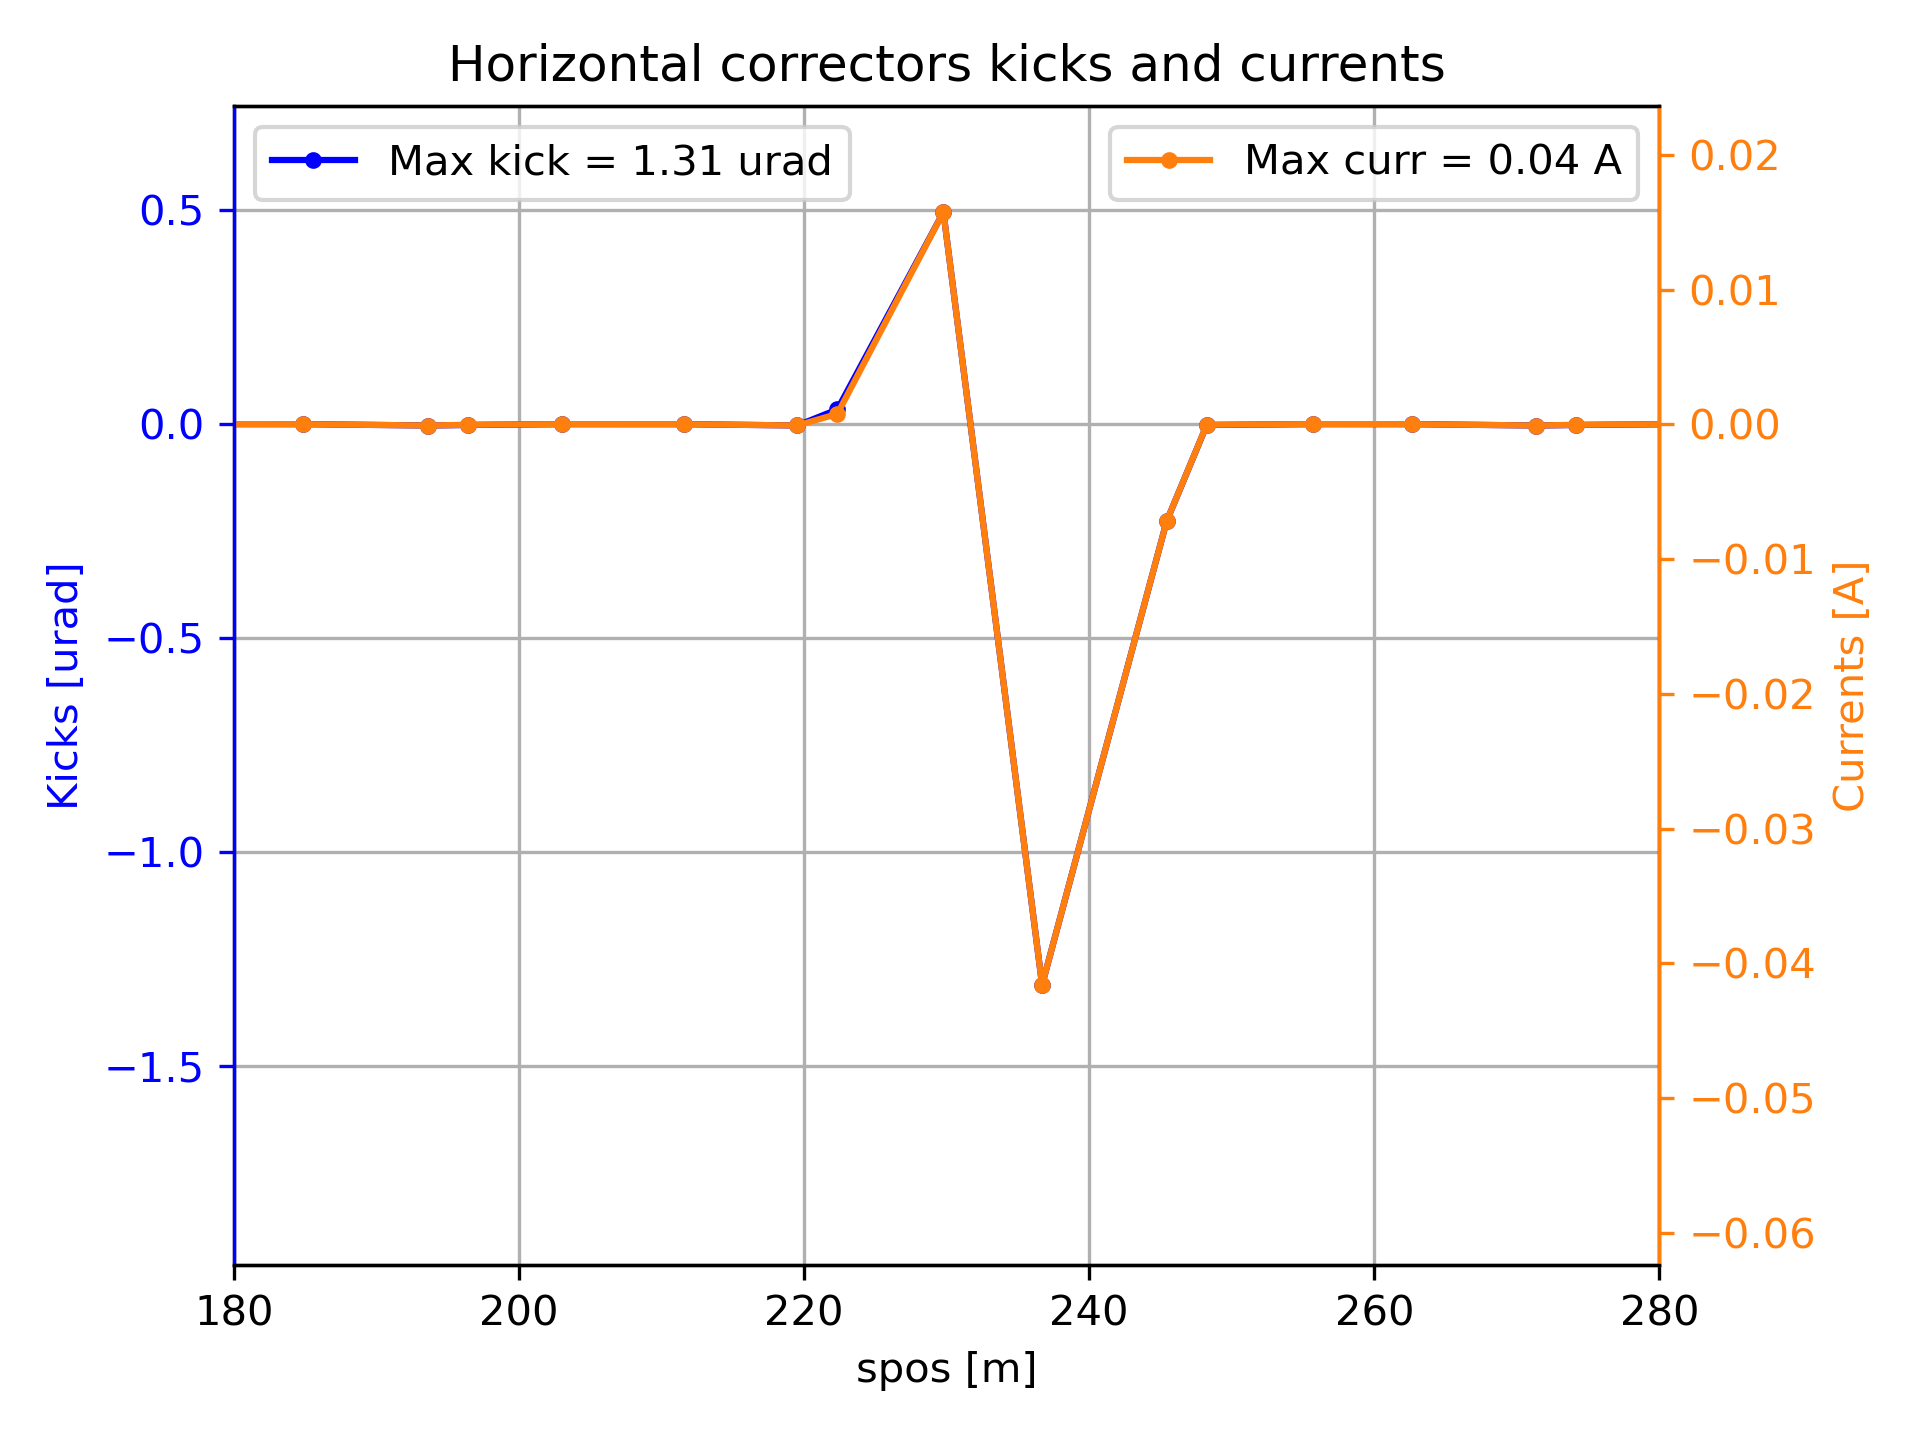 Horizontal correctors kicks and currents
Max kick = 1.31 urad
Max curr = 0.04 A
Kicks [urad]
0.5
0.0
−0.5
−1.0
−1.5
0.02
0.01
0.00
−0.01
−0.02
−0.03
−0.04
−0.05
−0.06
Currents [A]
180 200 220 240 260 280
spos [m]